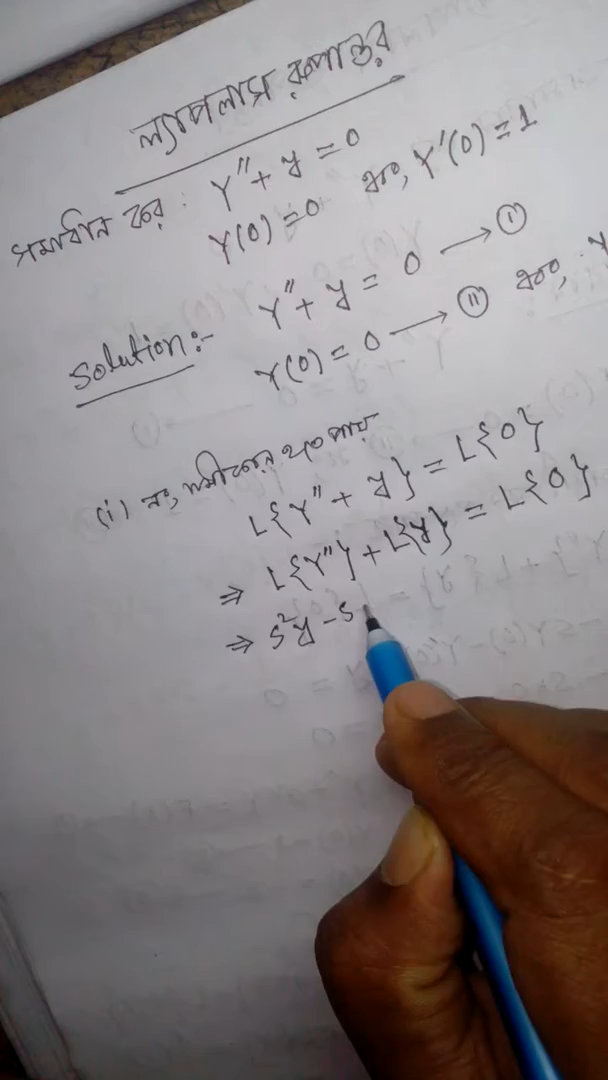 ল্যাপলাস রূপান্তর
সমাধান কর: Y'' + y = 0
Y(0) = 0 এবং, Y'(0) = 1
Solution:- Y'' + y = 0 → (i)
Y(0) = 0 → (ii) এবং, Y
(i) নং সমীকরণ হতে পাই
L{Y'' + y} = L{0}
⇒ L{Y''} + L{y} = L{0}
⇒ s²y - s